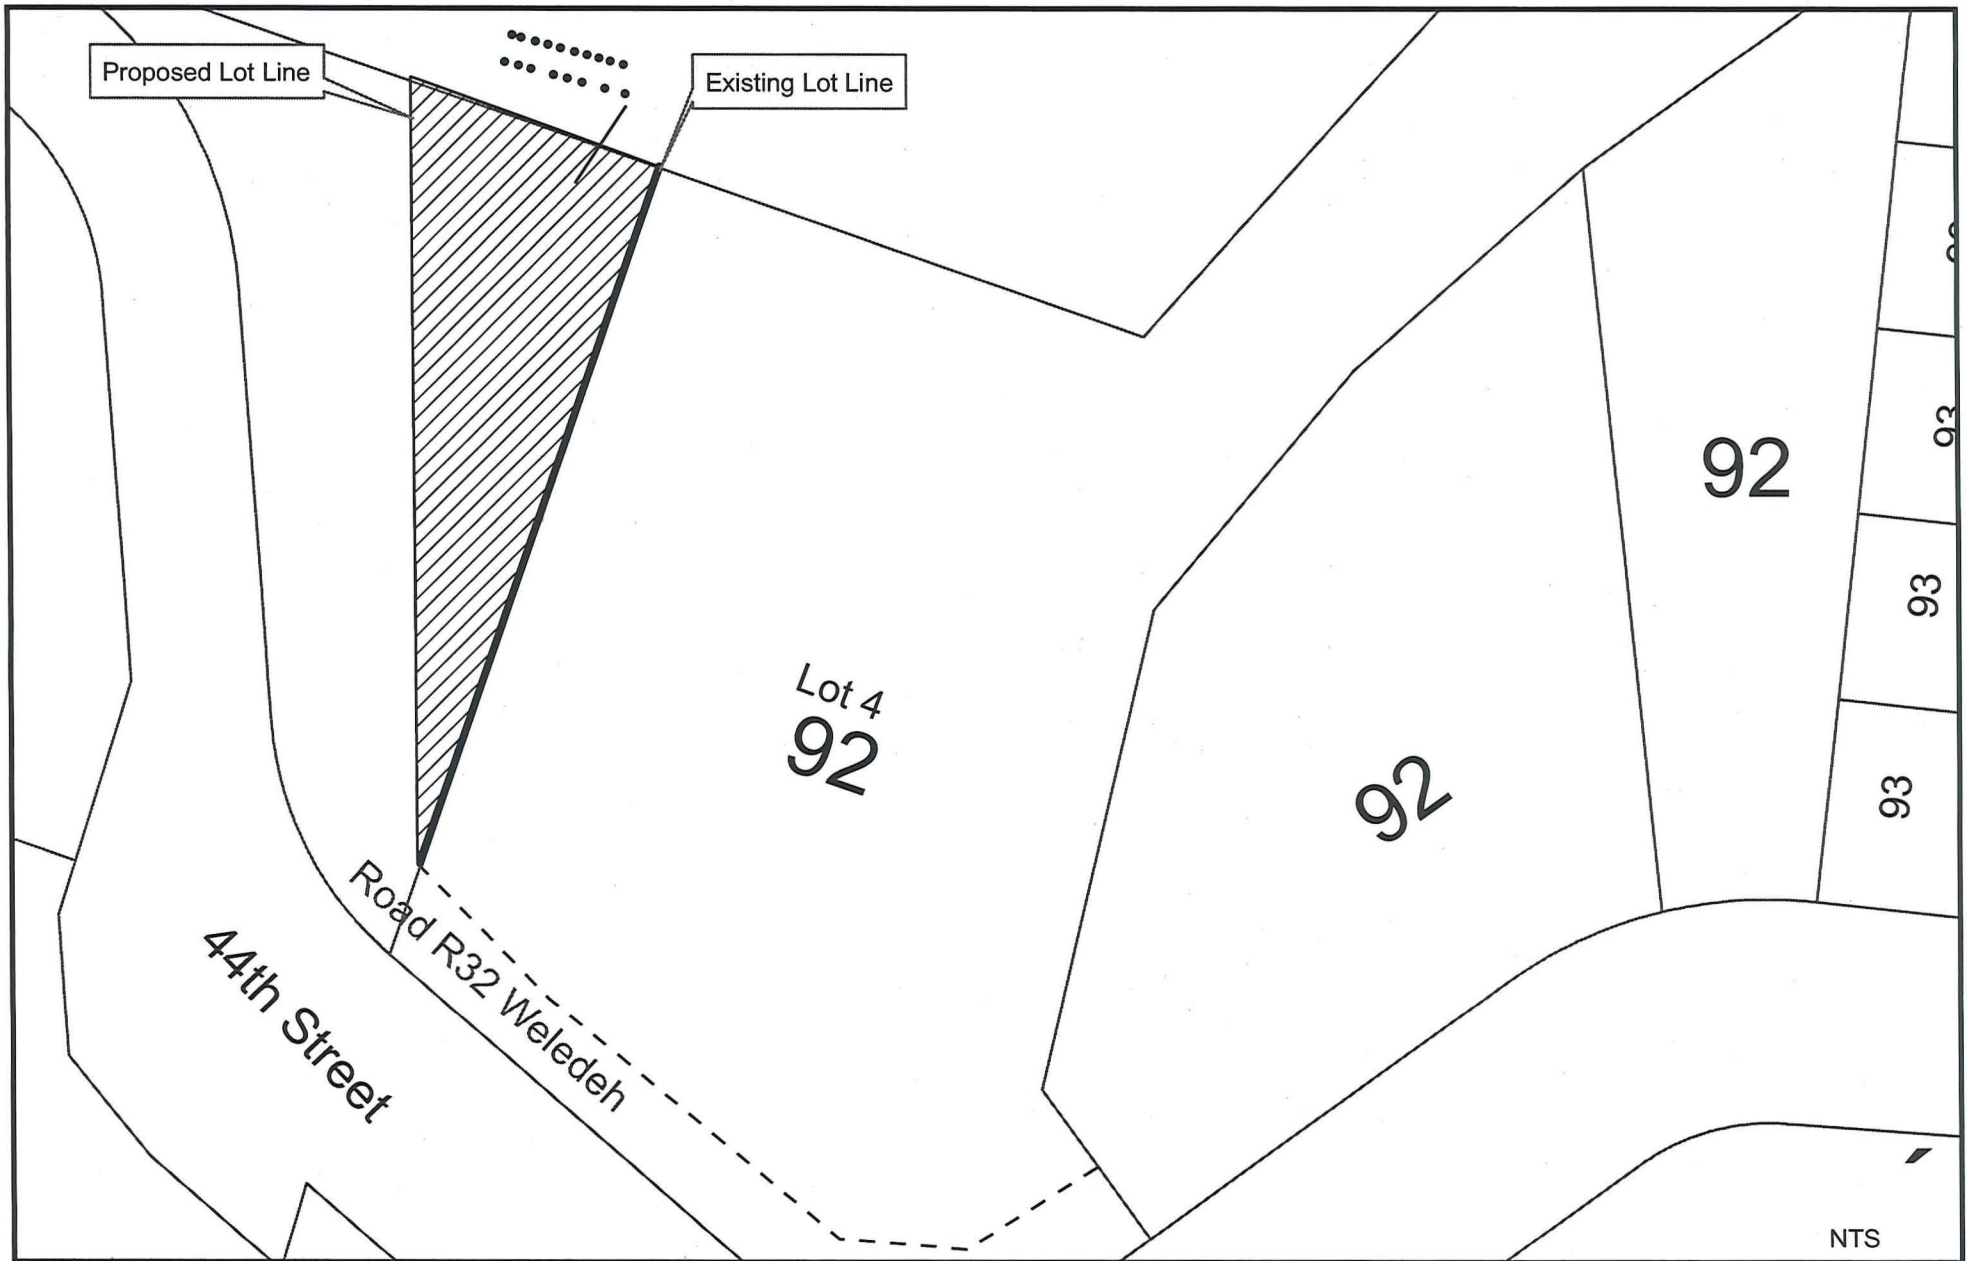 Proposed Lot Line
Existing Lot Line
92
93
93
Lot 4
92
92
93
Road R32 Weledeh
44th Street
NTS